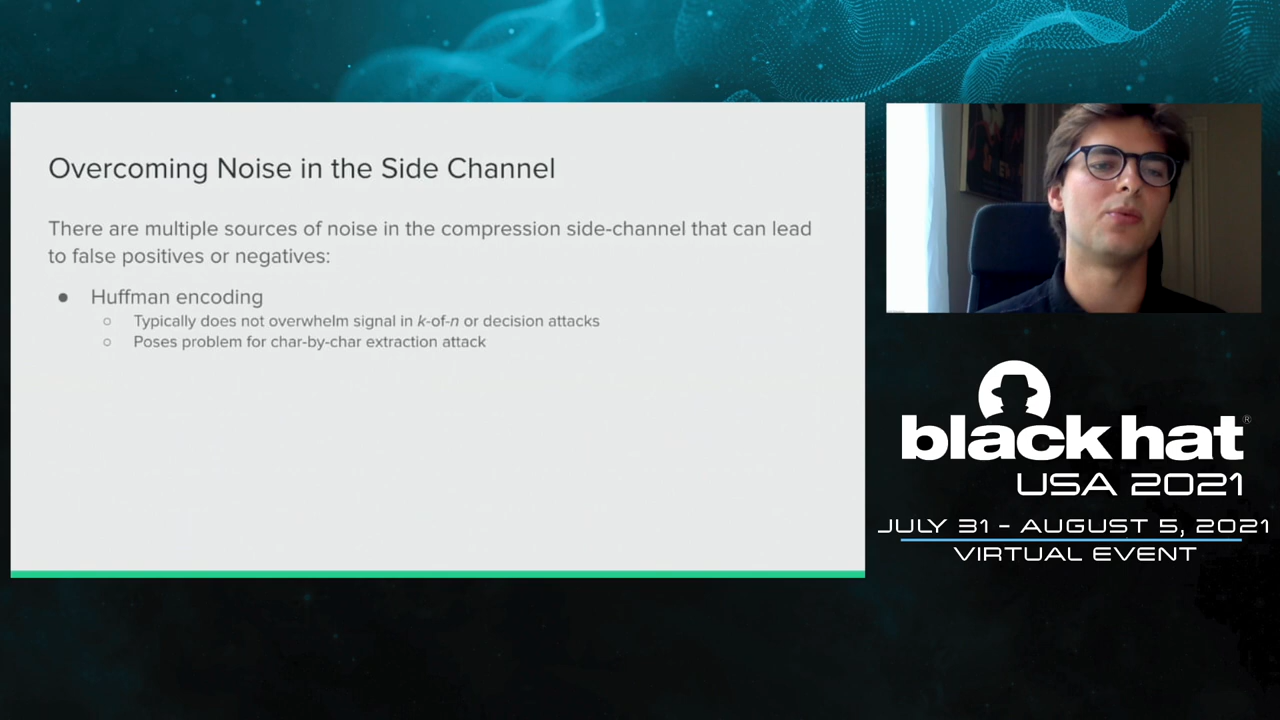 Overcoming Noise in the Side Channel
There are multiple sources of noise in the compression side-channel that can lead
to false positives or negatives:
● Huffman encoding
○ Typically does not overwhelm signal in k-of-n or decision attacks
○ Poses problem for char-by-char extraction attack
black hat®
USA 2021
JULY 31 - AUGUST 5, 2021
VIRTUAL EVENT